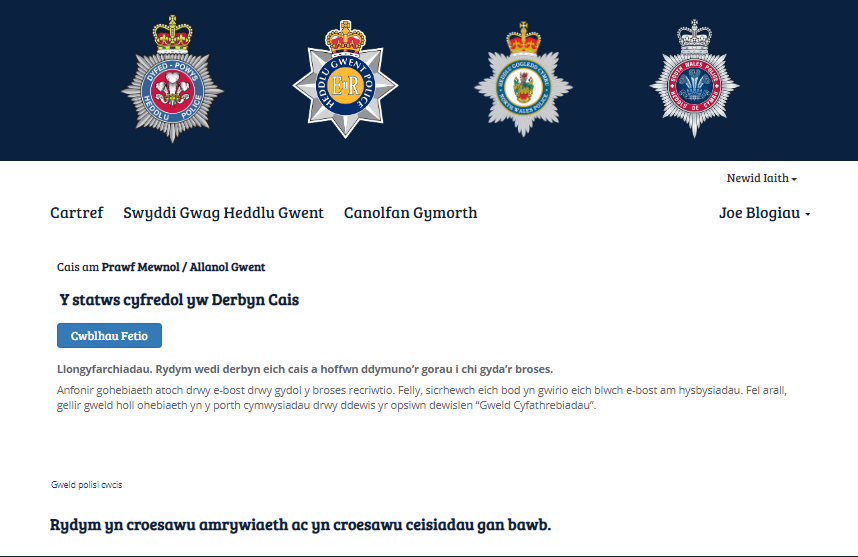 DYFED-POWYS
HEDDLU POLICE
HEDDLU GWENT POLICE
EIIR
HEDDLU GOGLEDD CYMRU
NORTH WALES POLICE
SOUTH WALES POLICE
HEDDLU DE CYMRU
Newid Iaith
Cartref Swyddi Gwag Heddlu Gwent Canolfan Gymorth Joe Blogiau
Cais am Prawf Mewnol / Allanol Gwent
Y statws cyfredol yw Derbyn Cais
Cwblhau Fetio
Llongyfarchiadau. Rydym wedi derbyn eich cais a hoffwn ddymuno'r gorau i chi gyda'r broses.
Anfonir gohebiaeth atoch drwy e-bost drwy gydol y broses recriwtio. Felly, sicrhewch eich bod yn gwirio eich blwch e-bost am hysbysiadau. Fel arall,
gellir gweld holl ohebiaeth yn y porth cymwysiadau drwy ddewis yr opsiwn dewislen “Gweld Cyfathrebiadau”.
Gweld polisi cwcis
Rydym yn croesawu amrywiaeth ac yn croesawu ceisiadau gan bawb.